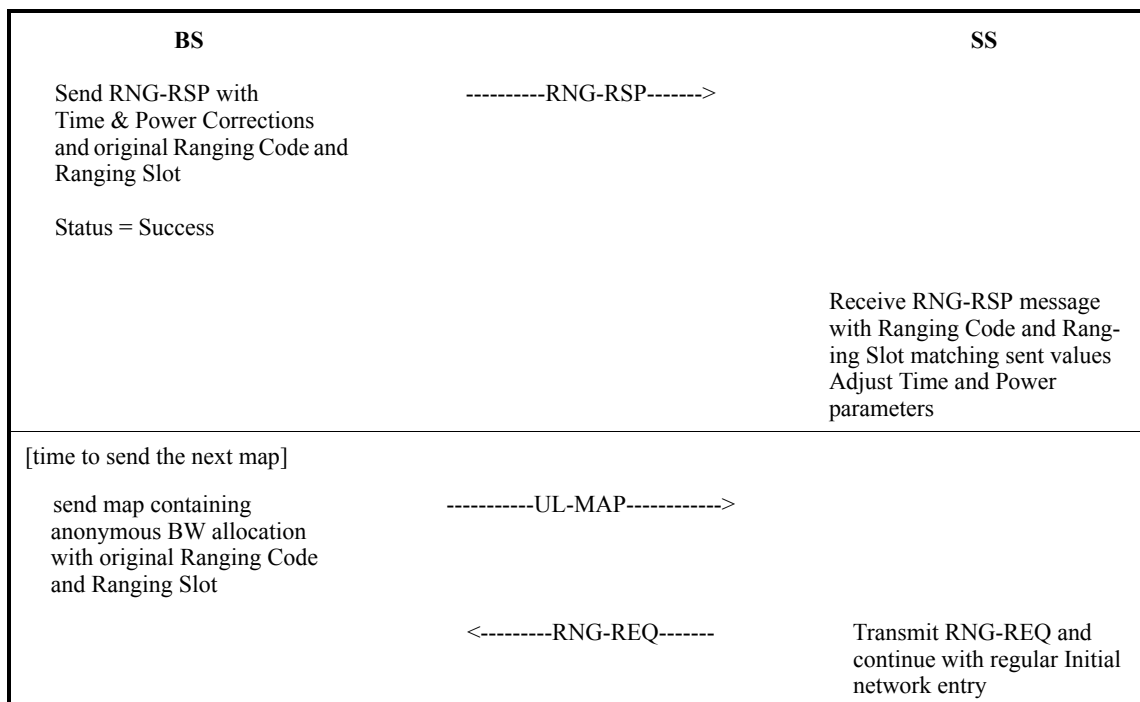 BS SS
Send RNG-RSP with ----------RNG-RSP------->
Time & Power Corrections
and original Ranging Code and
Ranging Slot
Status = Success
Receive RNG-RSP message
with Ranging Code and Rang-
ing Slot matching sent values
Adjust Time and Power
parameters
[time to send the next map]
send map containing -----------UL-MAP------------>
anonymous BW allocation
with original Ranging Code
and Ranging Slot
<---------RNG-REQ------- Transmit RNG-REQ and
continue with regular Initial
network entry